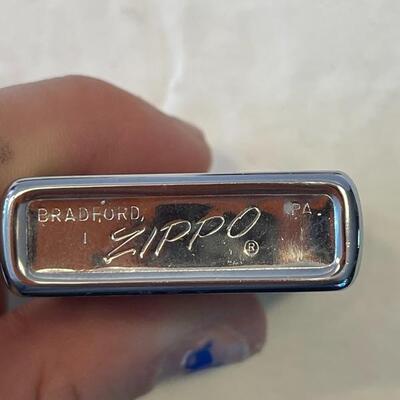 BRADFORD, PA.
| ZIPPO ®